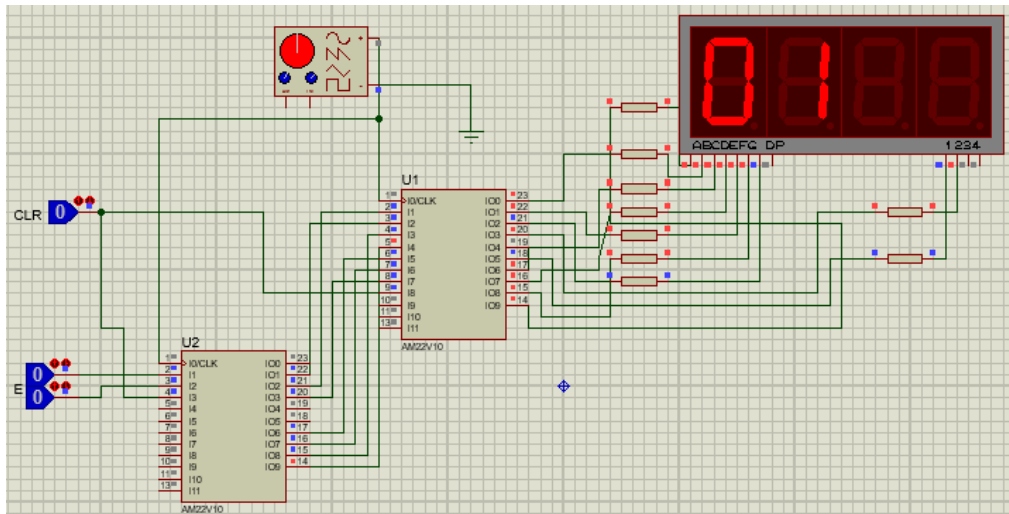 01
ABCDEFG DP
1234
U1
CLR
0
1 I0/CLK IO0 23
2 I1 IO1 22
3 I2 IO2 21
4 I3 IO3 20
5 I4 IO4 19
6 I5 IO5 18
7 I6 IO6 17
8 I7 IO7 16
9 I8 IO8 15
10 I9 IO9 14
11 I10
13 I11
AM22V10
U2
1 I0/CLK IO0 23
2 I1 IO1 22
3 I2 IO2 21
4 I3 IO3 20
5 I4 IO4 19
6 I5 IO5 18
7 I6 IO6 17
8 I7 IO7 16
9 I8 IO8 15
10 I9 IO9 14
11 I10
13 I11
AM22V10
0
E
0